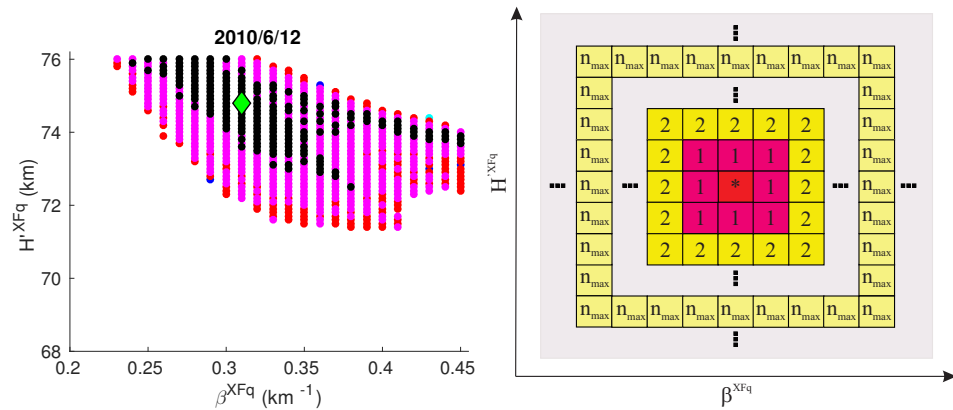 2010/6/12
76
74
72
70
68
H'^XFq (km)
0.2 0.25 0.3 0.35 0.4 0.45
β^XFq (km^-1)
H'^XFq
n_max n_max n_max n_max n_max n_max n_max n_max n_max
n_max n_max
n_max 2 2 2 2 2 n_max
n_max 2 1 1 1 2 n_max
n_max 2 1 * 1 2 n_max
n_max 2 1 1 1 2 n_max
n_max 2 2 2 2 2 n_max
n_max n_max
n_max n_max n_max n_max n_max n_max n_max n_max n_max
β^XFq